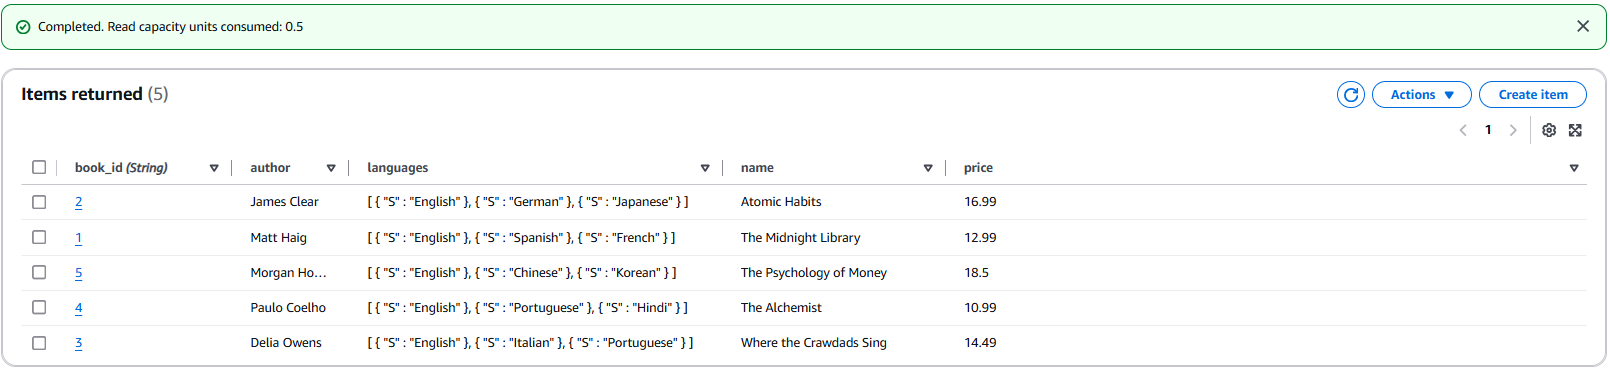 Completed. Read capacity units consumed: 0.5
Items returned (5)
Actions
Create item
1
book_id (String) author languages name price
2 James Clear [ { "S" : "English" }, { "S" : "German" }, { "S" : "Japanese" } ] Atomic Habits 16.99
1 Matt Haig [ { "S" : "English" }, { "S" : "Spanish" }, { "S" : "French" } ] The Midnight Library 12.99
5 Morgan Ho… [ { "S" : "English" }, { "S" : "Chinese" }, { "S" : "Korean" } ] The Psychology of Money 18.5
4 Paulo Coelho [ { "S" : "English" }, { "S" : "Portuguese" }, { "S" : "Hindi" } ] The Alchemist 10.99
3 Delia Owens [ { "S" : "English" }, { "S" : "Italian" }, { "S" : "Portuguese" } ] Where the Crawdads Sing 14.49